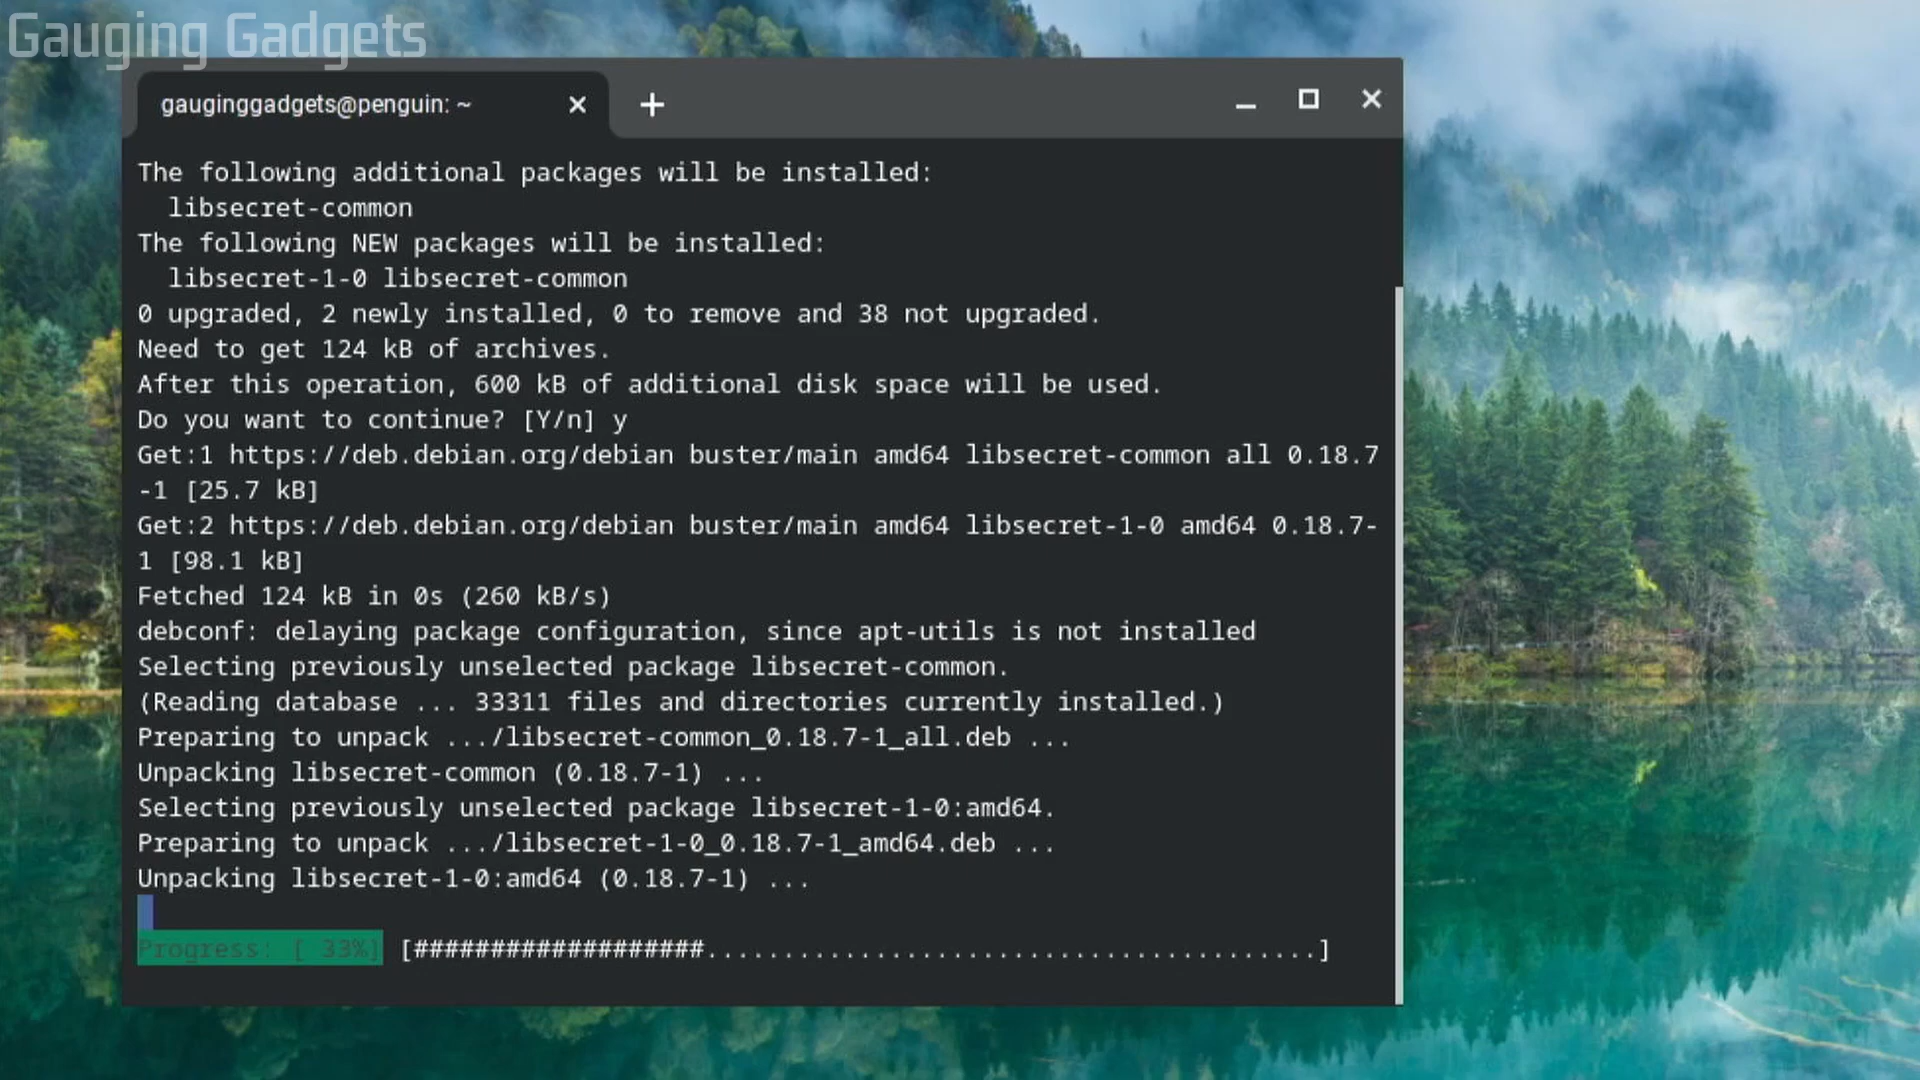 Gauging Gadgets
gauginggadgets@penguin: ~
The following additional packages will be installed:
libsecret-common
The following NEW packages will be installed:
libsecret-1-0 libsecret-common
0 upgraded, 2 newly installed, 0 to remove and 38 not upgraded.
Need to get 124 kB of archives.
After this operation, 600 kB of additional disk space will be used.
Do you want to continue? [Y/n] y
Get:1 https://deb.debian.org/debian buster/main amd64 libsecret-common all 0.18.7
-1 [25.7 kB]
Get:2 https://deb.debian.org/debian buster/main amd64 libsecret-1-0 amd64 0.18.7-
1 [98.1 kB]
Fetched 124 kB in 0s (260 kB/s)
debconf: delaying package configuration, since apt-utils is not installed
Selecting previously unselected package libsecret-common.
(Reading database ... 33311 files and directories currently installed.)
Preparing to unpack .../libsecret-common_0.18.7-1_all.deb ...
Unpacking libsecret-common (0.18.7-1) ...
Selecting previously unselected package libsecret-1-0:amd64.
Preparing to unpack .../libsecret-1-0_0.18.7-1_amd64.deb ...
Unpacking libsecret-1-0:amd64 (0.18.7-1) ...
Progress: [ 33%] [###################........................................]